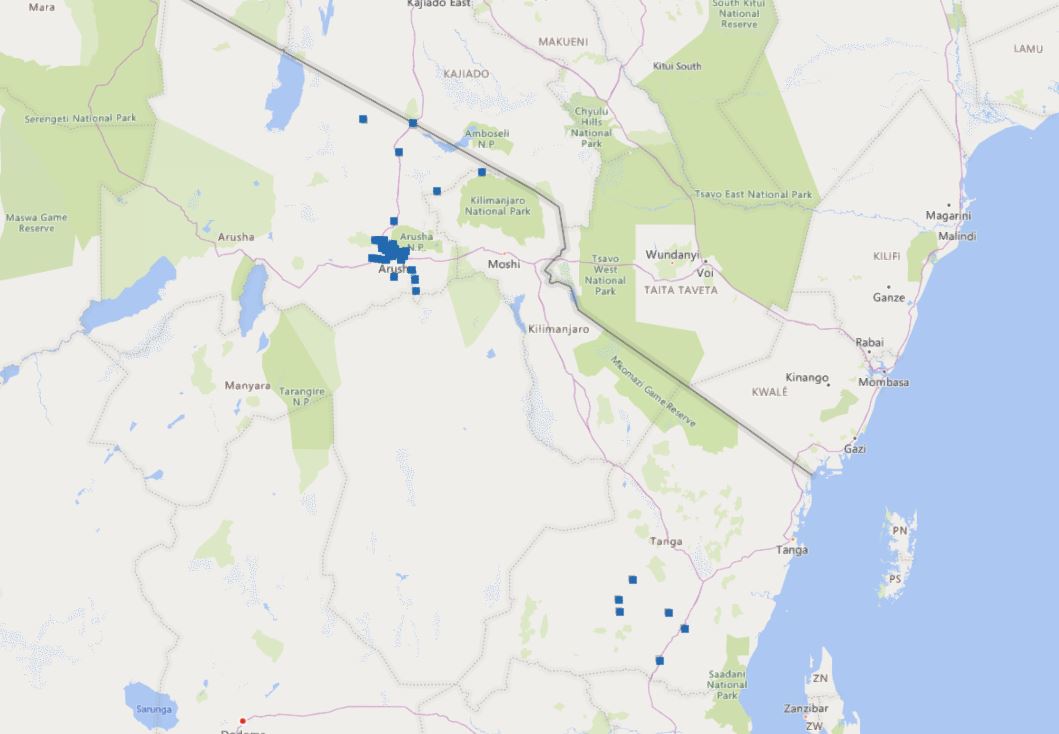 Mara
Kajiado East
South Kitui
National
Reserve
MAKUENI
LAMU
Kitui South
KAJIADO
Serengeti National Park
Chyulu
Hills
National
Park
Amboseli
N.P
Tsavo East National Park
Kilimanjaro
National Park
Maswa Game
Reserve
Magarini
Arusha
Arusha
N.P.
Malindi
Wundanyi
KILIFI
Moshi
Tsavo
West
National
Park
Voi
Arusha
TAITA TAVETA
Ganze
Kilimanjaro
Rabai
Mkomazi Game Reserve
Kinango
Mombasa
Manyara
Tarangire
N.P.
KWALÉ
Gazi
PN
Tanga
Tanga
PS
Saadani
National
Park
ZN
Sarunga
Zanzibar
ZW